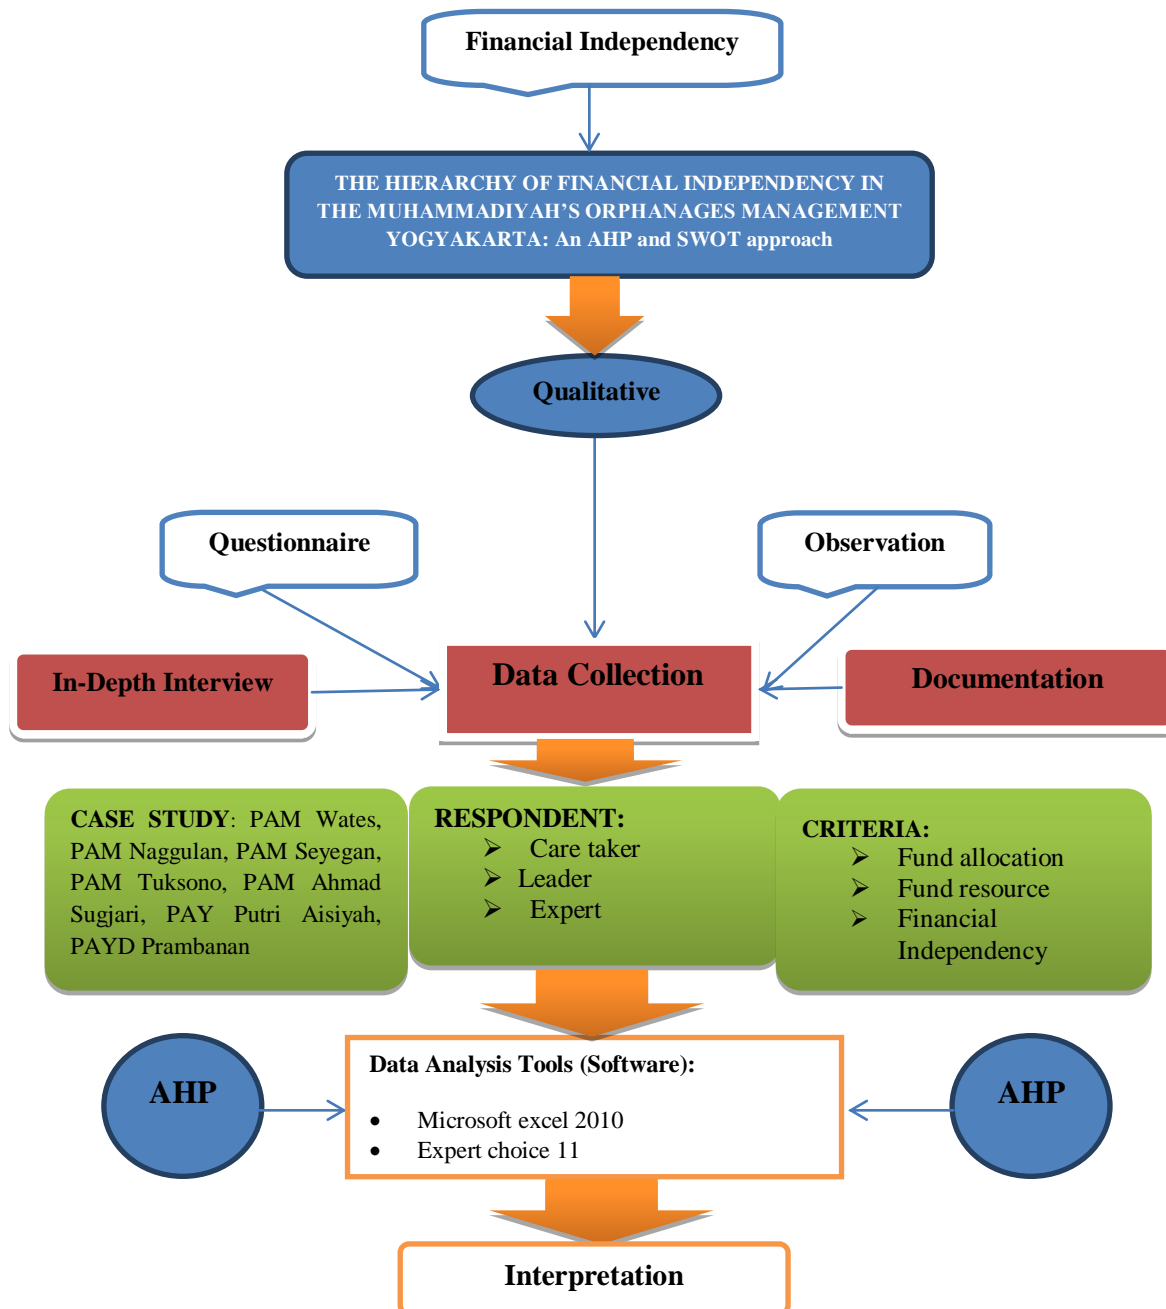 Financial Independency
THE HIERARCHY OF FINANCIAL INDEPENDENCY IN
THE MUHAMMADIYAH’S ORPHANAGES MANAGEMENT
YOGYAKARTA: An AHP and SWOT approach
Qualitative
Questionnaire
Observation
In-Depth Interview
Data Collection
Documentation
CASE STUDY: PAM Wates,
PAM Naggulan, PAM Seyegan,
PAM Tuksono, PAM Ahmad
Sugjari, PAY Putri Aisiyah,
PAYD Prambanan
RESPONDENT:
➢ Care taker
➢ Leader
➢ Expert
CRITERIA:
➢ Fund allocation
➢ Fund resource
➢ Financial
Independency
AHP
Data Analysis Tools (Software):
• Microsoft excel 2010
• Expert choice 11
AHP
Interpretation